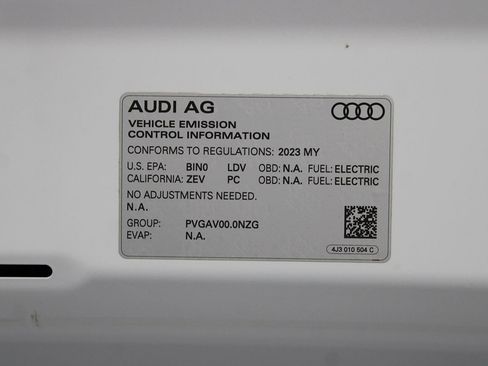 AUDI AG
VEHICLE EMISSION
CONTROL INFORMATION
CONFORMS TO REGULATIONS: 2023 MY
U.S. EPA: BIN0 LDV OBD: N.A. FUEL: ELECTRIC
CALIFORNIA: ZEV PC OBD: N.A. FUEL: ELECTRIC
NO ADJUSTMENTS NEEDED.
N.A.
GROUP: PVGAV00.0NZG
EVAP: N.A.
4J3 010 504 C